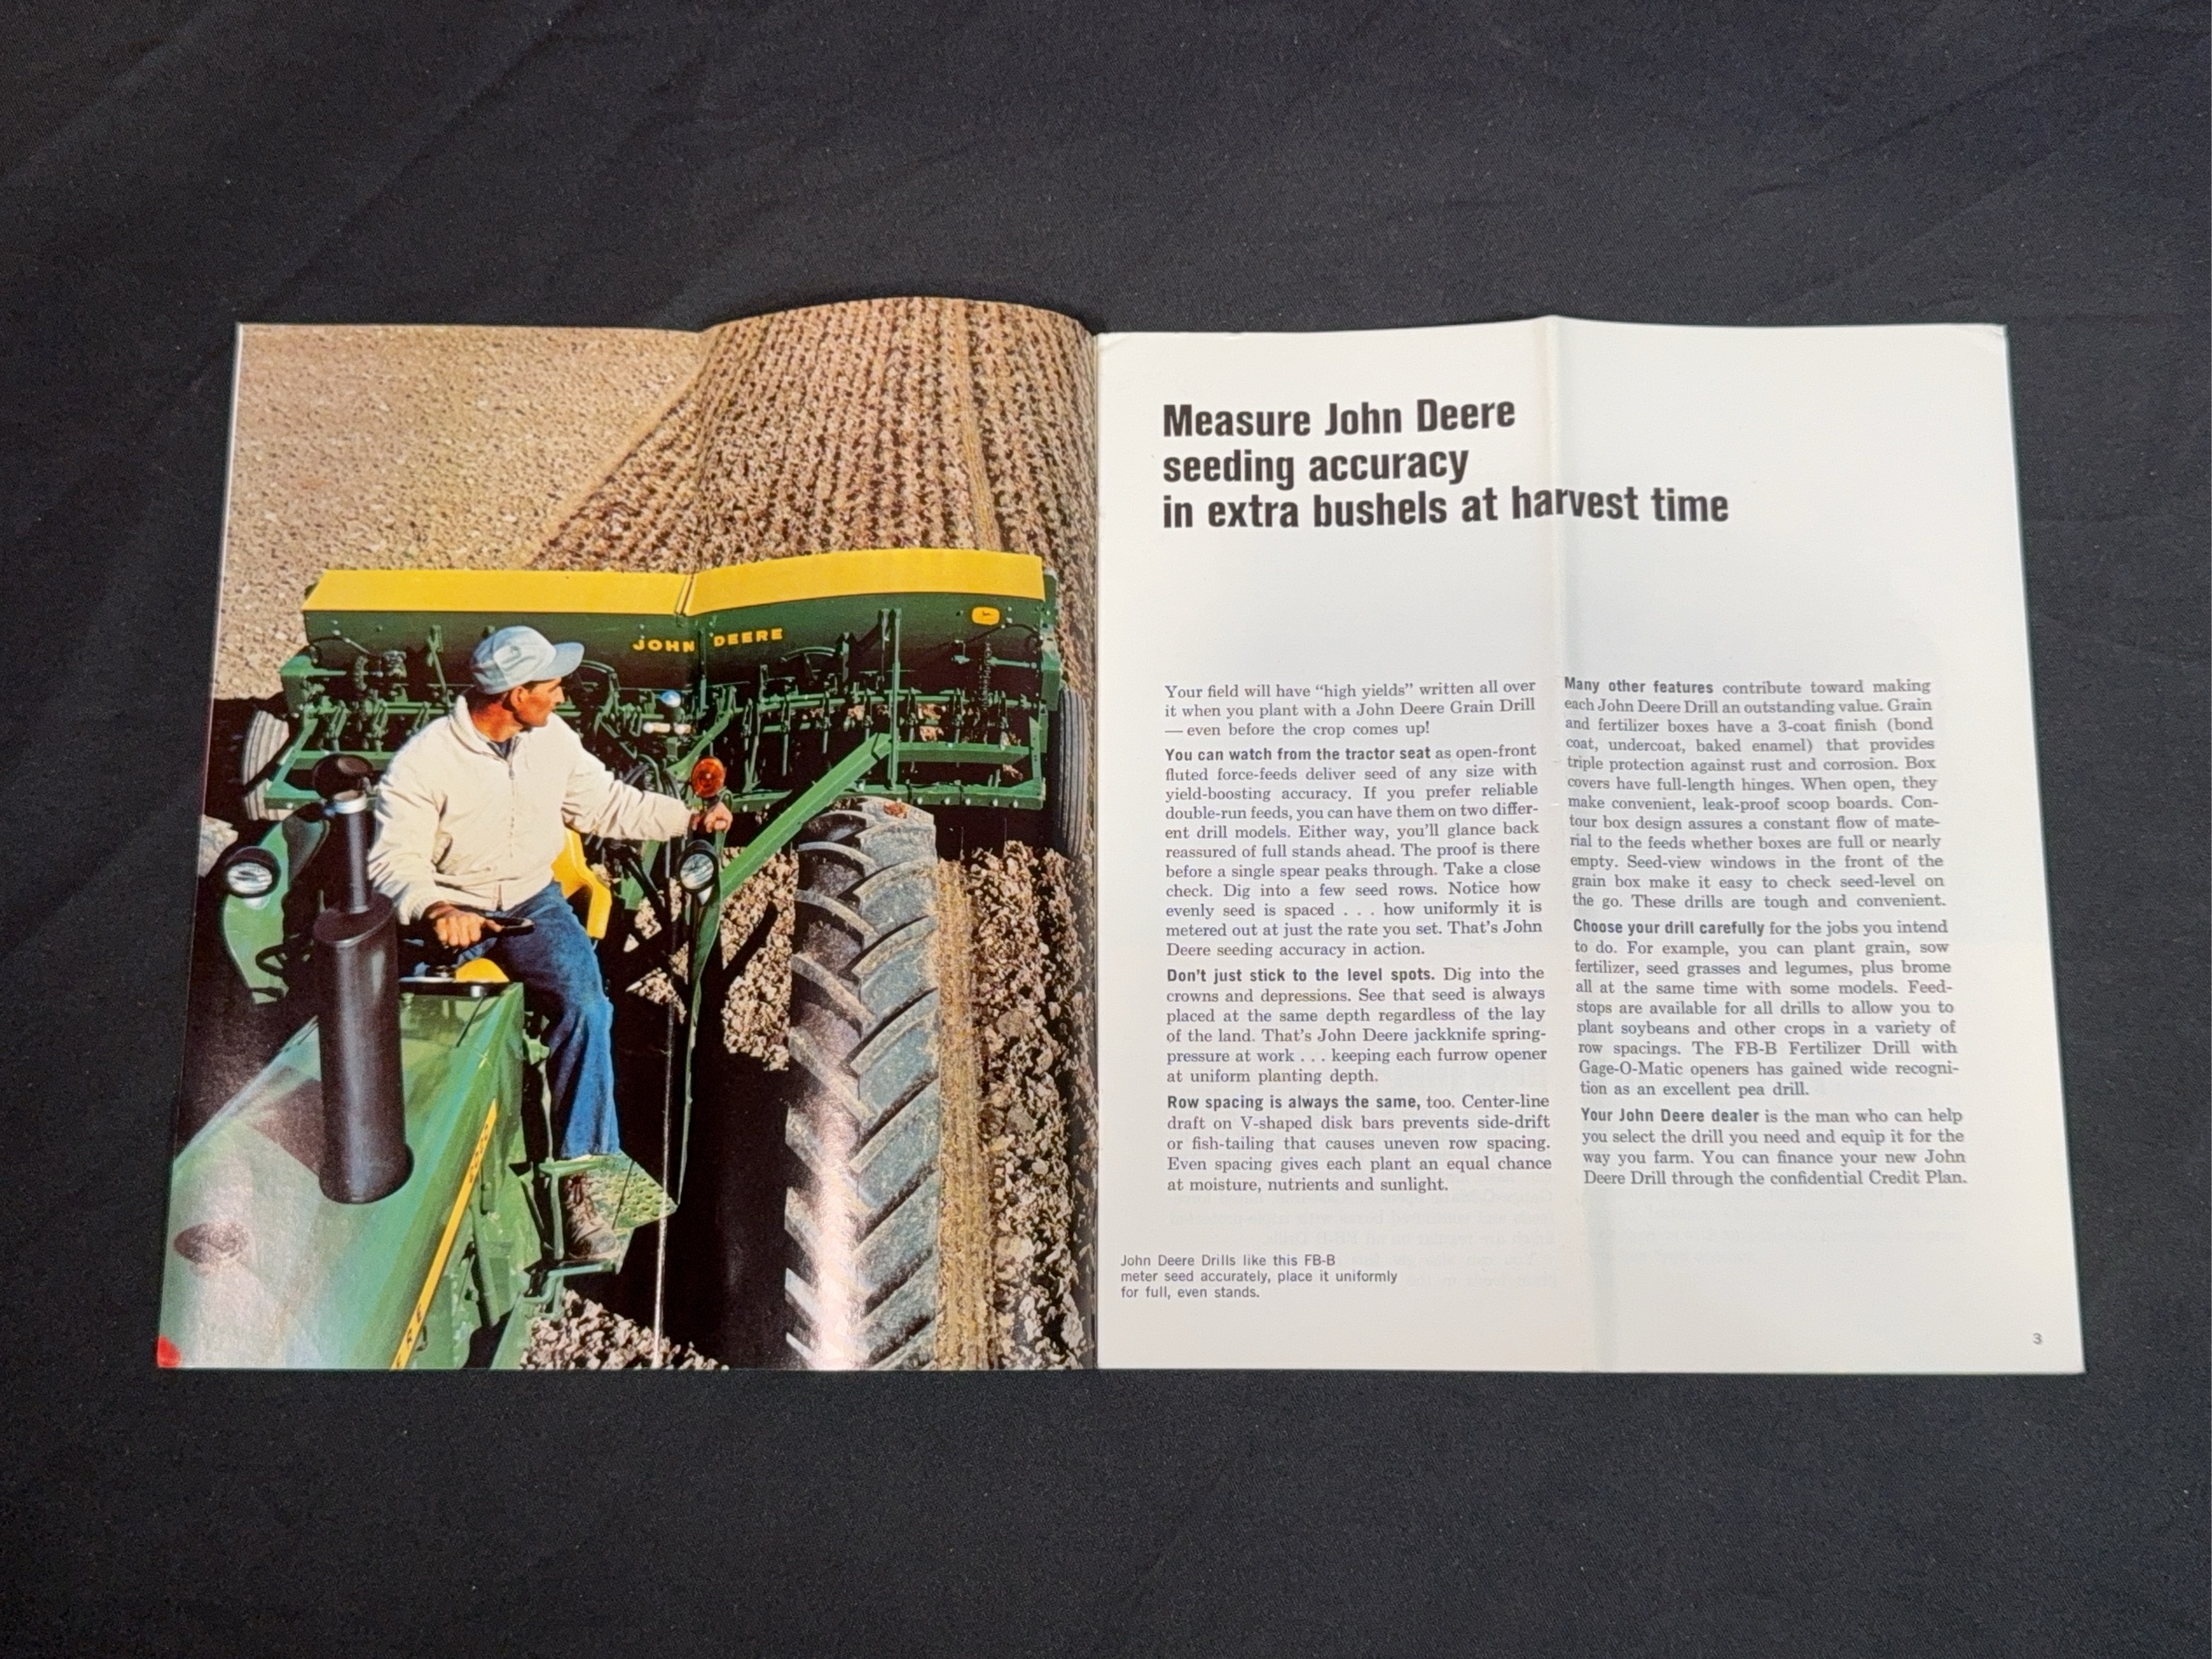 JOHN DEERE
Measure John Deere
seeding accuracy
in extra bushels at harvest time
Your field will have “high yields” written all over
it when you plant with a John Deere Grain Drill
— even before the crop comes up!
You can watch from the tractor seat as open-front
fluted force-feeds deliver seed of any size with
yield-boosting accuracy. If you prefer reliable
double-run feeds, you can have them on two differ-
ent drill models. Either way, you’ll glance back
reassured of full stands ahead. The proof is there
before a single spear peaks through. Take a close
check. Dig into a few seed rows. Notice how
evenly seed is spaced . . . how uniformly it is
metered out at just the rate you set. That’s John
Deere seeding accuracy in action.
Don’t just stick to the level spots. Dig into the
crowns and depressions. See that seed is always
placed at the same depth regardless of the lay
of the land. That’s John Deere jackknife spring-
pressure at work . . . keeping each furrow opener
at uniform planting depth.
Row spacing is always the same, too. Center-line
draft on V-shaped disk bars prevents side-drift
or fish-tailing that causes uneven row spacing.
Even spacing gives each plant an equal chance
at moisture, nutrients and sunlight.
Many other features contribute toward making
each John Deere Drill an outstanding value. Grain
and fertilizer boxes have a 3-coat finish (bond
coat, undercoat, baked enamel) that provides
triple protection against rust and corrosion. Box
covers have full-length hinges. When open, they
make convenient, leak-proof scoop boards. Con-
tour box design assures a constant flow of mate-
rial to the feeds whether boxes are full or nearly
empty. Seed-view windows in the front of the
grain box make it easy to check seed-level on
the go. These drills are tough and convenient.
Choose your drill carefully for the jobs you intend
to do. For example, you can plant grain, sow
fertilizer, seed grasses and legumes, plus brome
all at the same time with some models. Feed-
stops are available for all drills to allow you to
plant soybeans and other crops in a variety of
row spacings. The FB-B Fertilizer Drill with
Gage-O-Matic openers has gained wide recogni-
tion as an excellent pea drill.
Your John Deere dealer is the man who can help
you select the drill you need and equip it for the
way you farm. You can finance your new John
Deere Drill through the confidential Credit Plan.
John Deere Drills like this FB-B
meter seed accurately, place it uniformly
for full, even stands.
3